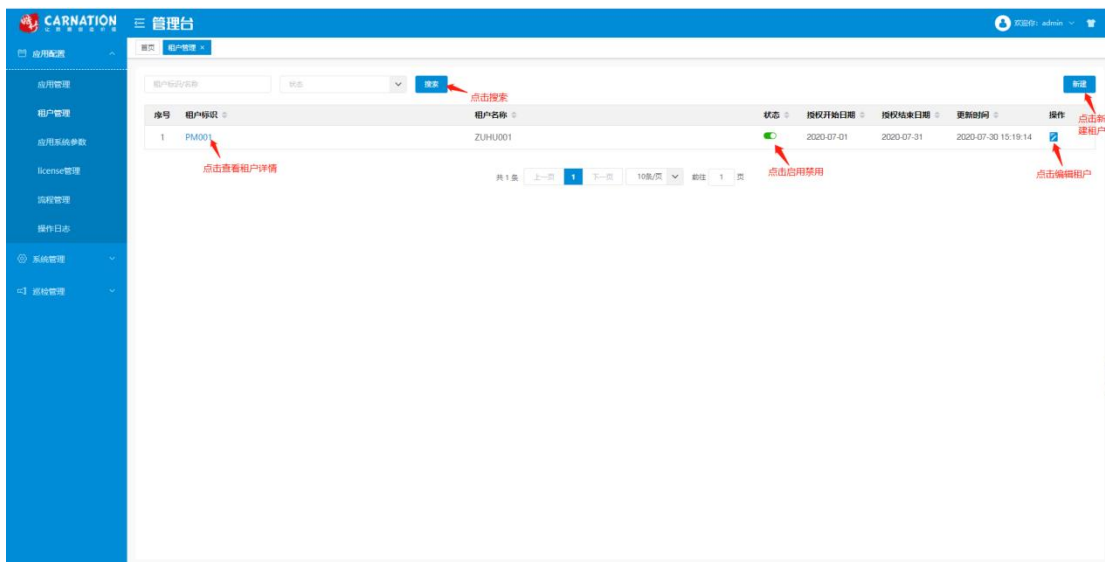 CARNATION
管理台
欢迎你: admin
应用配置
首页
租户管理 ×
应用管理
租户标识/名称
状态
搜索
新建
点击搜索
租户管理
序号
租户标识
租户名称
状态
授权开始日期
授权结束日期
更新时间
操作
点击新
建租户
1
PM001
ZUHU001
2020-07-01
2020-07-31
2020-07-30 15:19:14
应用系统参数
点击查看租户详情
点击启用禁用
点击编辑租户
license管理
共 1 条
上一页
1
下一页
10条/页
前往
1
页
流程管理
操作日志
系统管理
巡检管理